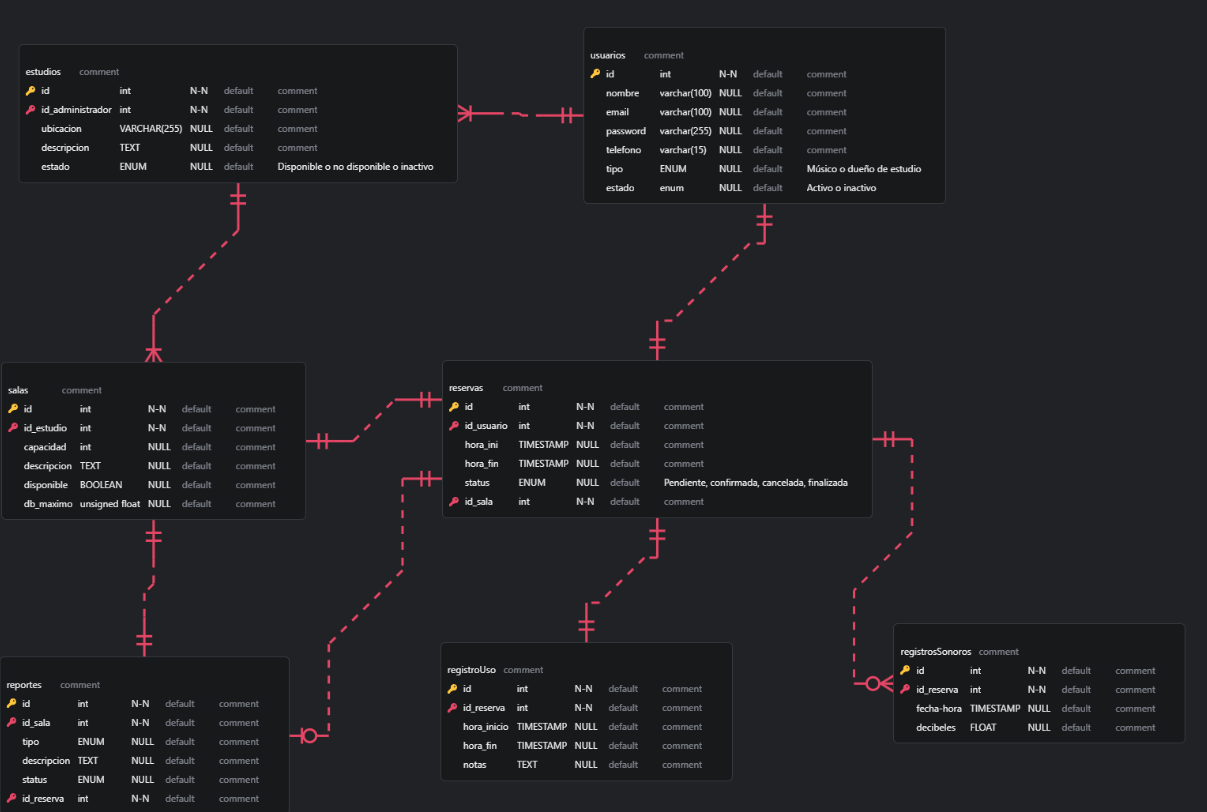 estudios comment
id int N-N default comment
id_administrador int N-N default comment
ubicacion VARCHAR(255) NULL default comment
descripcion TEXT NULL default comment
estado ENUM NULL default Disponible o no disponible o inactivo
usuarios comment
id int N-N default comment
nombre varchar(100) NULL default comment
email varchar(100) NULL default comment
password varchar(255) NULL default comment
telefono varchar(15) NULL default comment
tipo ENUM NULL default Músico o dueño de estudio
estado enum NULL default Activo o inactivo
salas comment
id int N-N default comment
id_estudio int N-N default comment
capacidad int NULL default comment
descripcion TEXT NULL default comment
disponible BOOLEAN NULL default comment
db_maximo unsigned float NULL default comment
reservas comment
id int N-N default comment
id_usuario int N-N default comment
hora_ini TIMESTAMP NULL default comment
hora_fin TIMESTAMP NULL default comment
status ENUM NULL default Pendiente, confirmada, cancelada, finalizada
id_sala int N-N default comment
reportes comment
id int N-N default comment
id_sala int N-N default comment
tipo ENUM NULL default comment
descripcion TEXT NULL default comment
status ENUM NULL default comment
id_reserva int N-N default comment
registroUso comment
id int N-N default comment
id_reserva int N-N default comment
hora_inicio TIMESTAMP NULL default comment
hora_fin TIMESTAMP NULL default comment
notas TEXT NULL default comment
registrosSonoros comment
id int N-N default comment
id_reserva int N-N default comment
fecha-hora TIMESTAMP NULL default comment
decibeles FLOAT NULL default comment